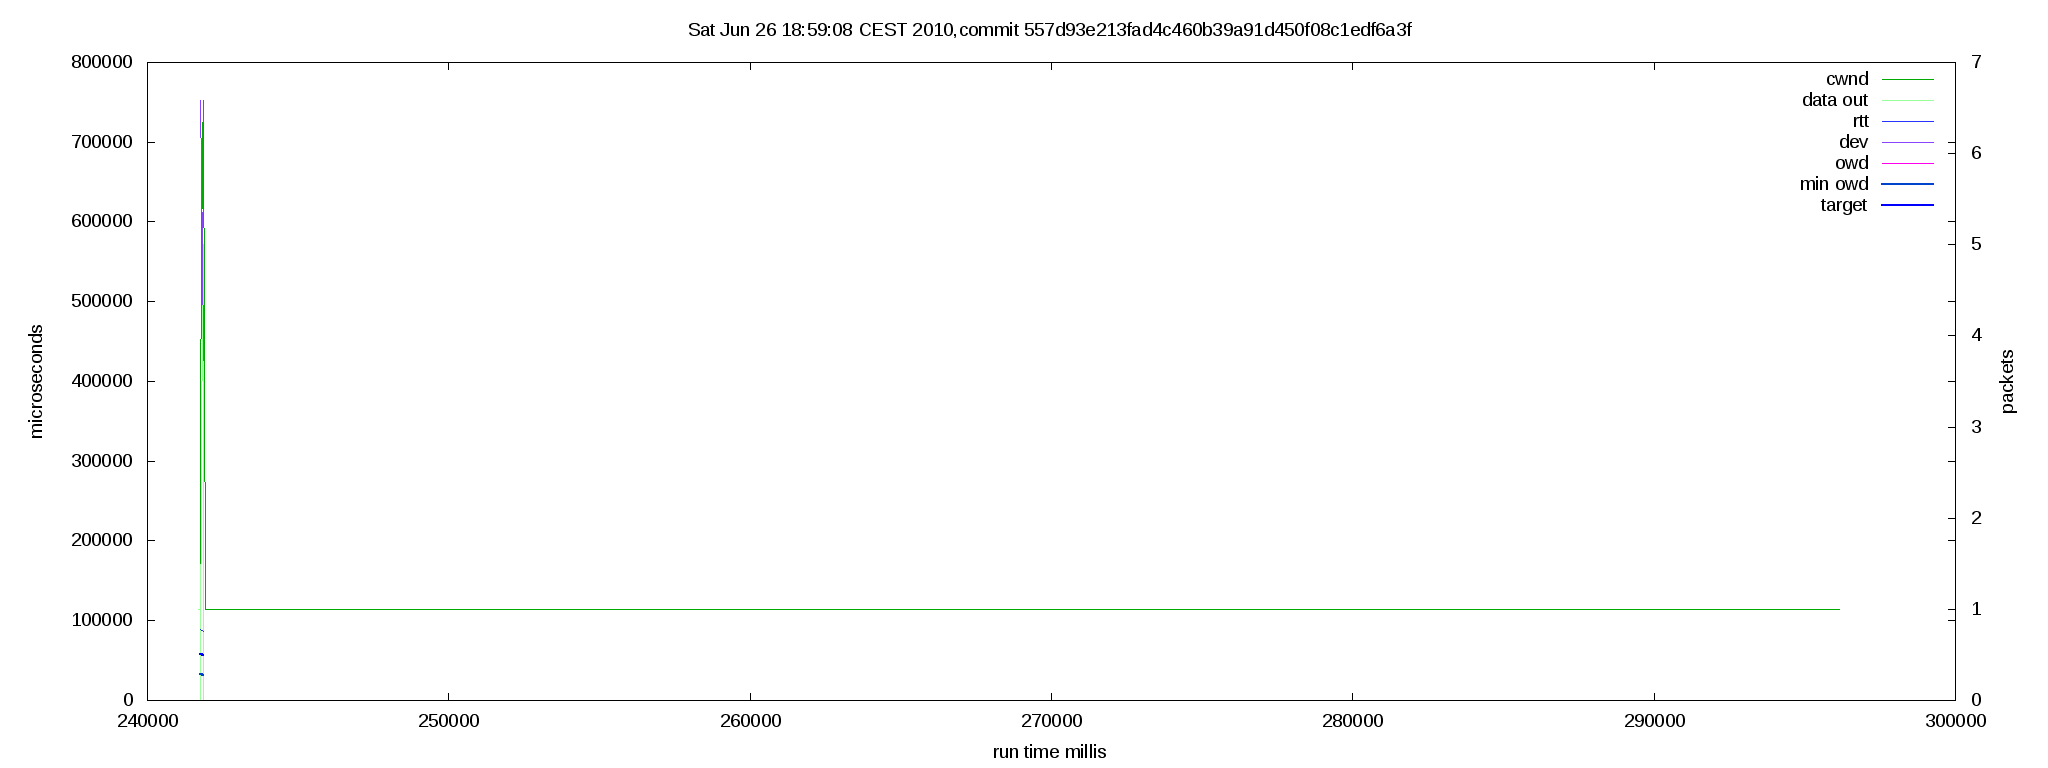 Sat Jun 26 18:59:08 CEST 2010,commit 557d93e213fad4c460b39a91d450f08c1edf6a3f
800000
700000
600000
500000
400000
300000
200000
100000
0
microseconds
7
6
5
4
3
2
1
0
packets
cwnd
data out
rtt
dev
owd
min owd
target
240000
250000
260000
270000
280000
290000
300000
run time millis